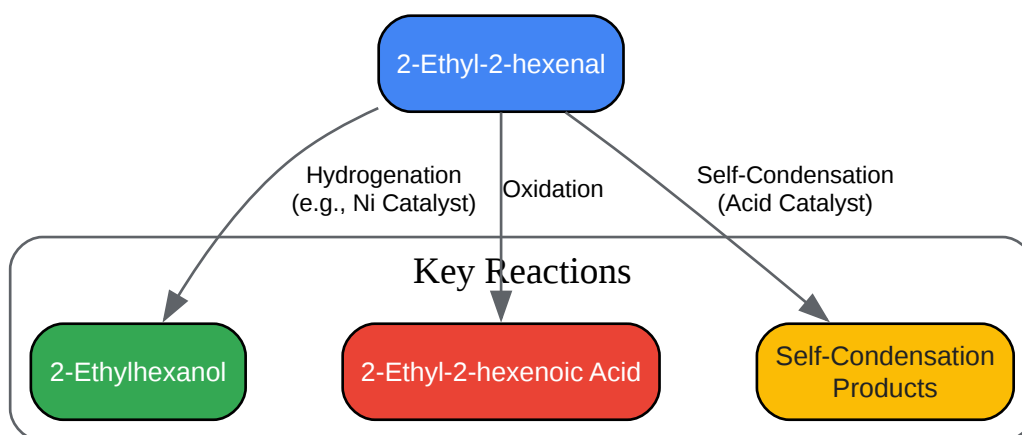 2-Ethyl-2-hexenal
Hydrogenation
(e.g., Ni Catalyst)
Oxidation
Self-Condensation
(Acid Catalyst)
Key Reactions
2-Ethylhexanol
2-Ethyl-2-hexenoic Acid
Self-Condensation
Products